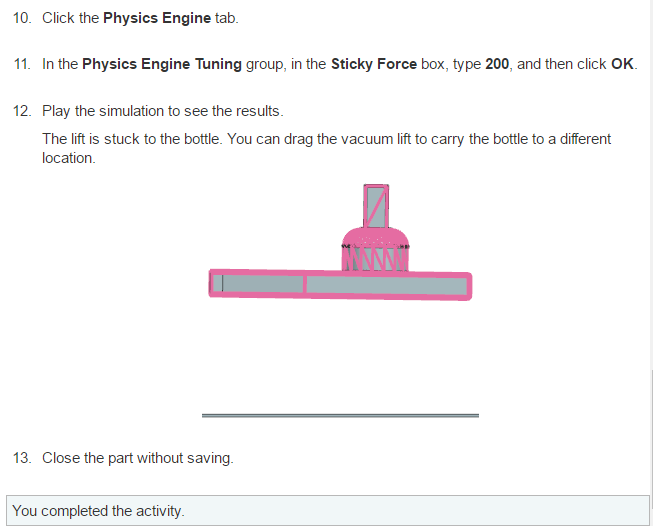 10. Click the Physics Engine tab.
11. In the Physics Engine Tuning group, in the Sticky Force box, type 200, and then click OK.
12. Play the simulation to see the results.
The lift is stuck to the bottle. You can drag the vacuum lift to carry the bottle to a different
location.
13. Close the part without saving.
You completed the activity.